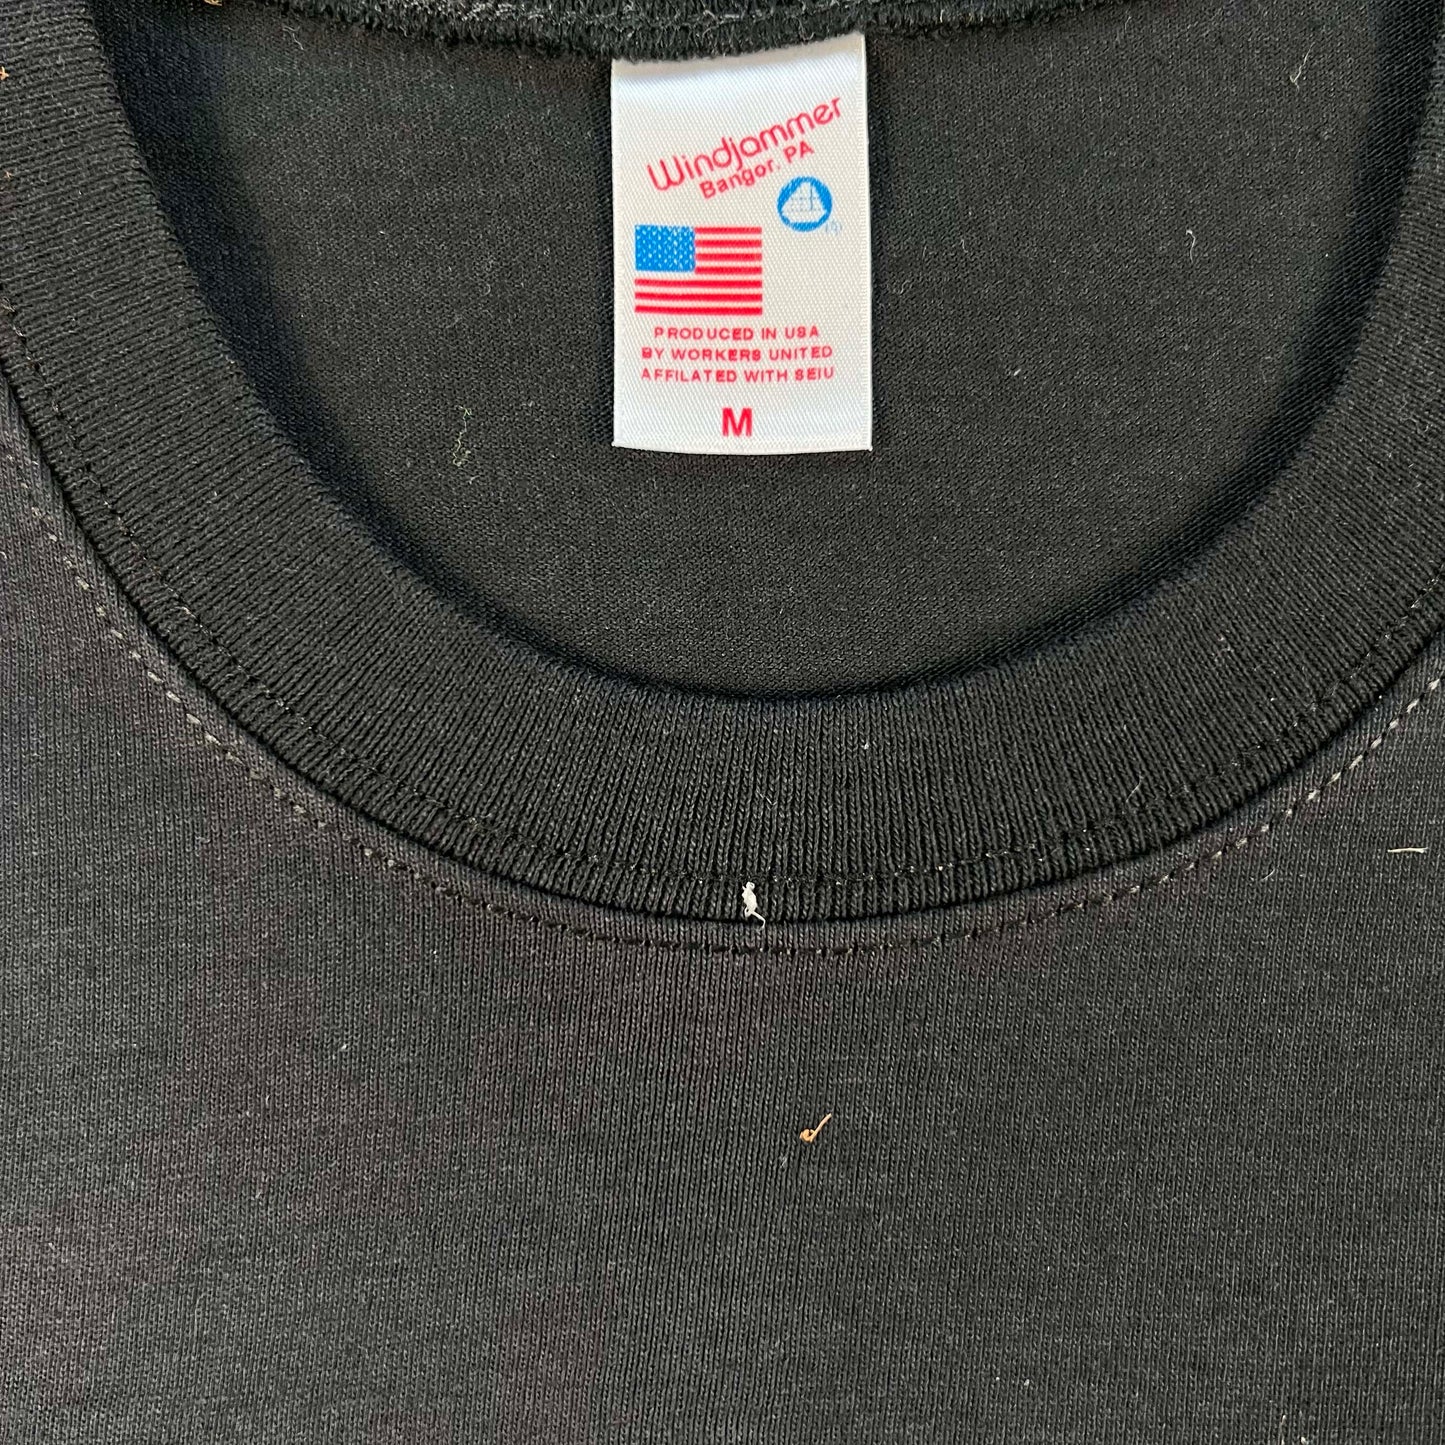 Windjammer
Bangor, PA
PRODUCED IN USA
BY WORKERS UNITED
AFFILATED WITH SEIU
M